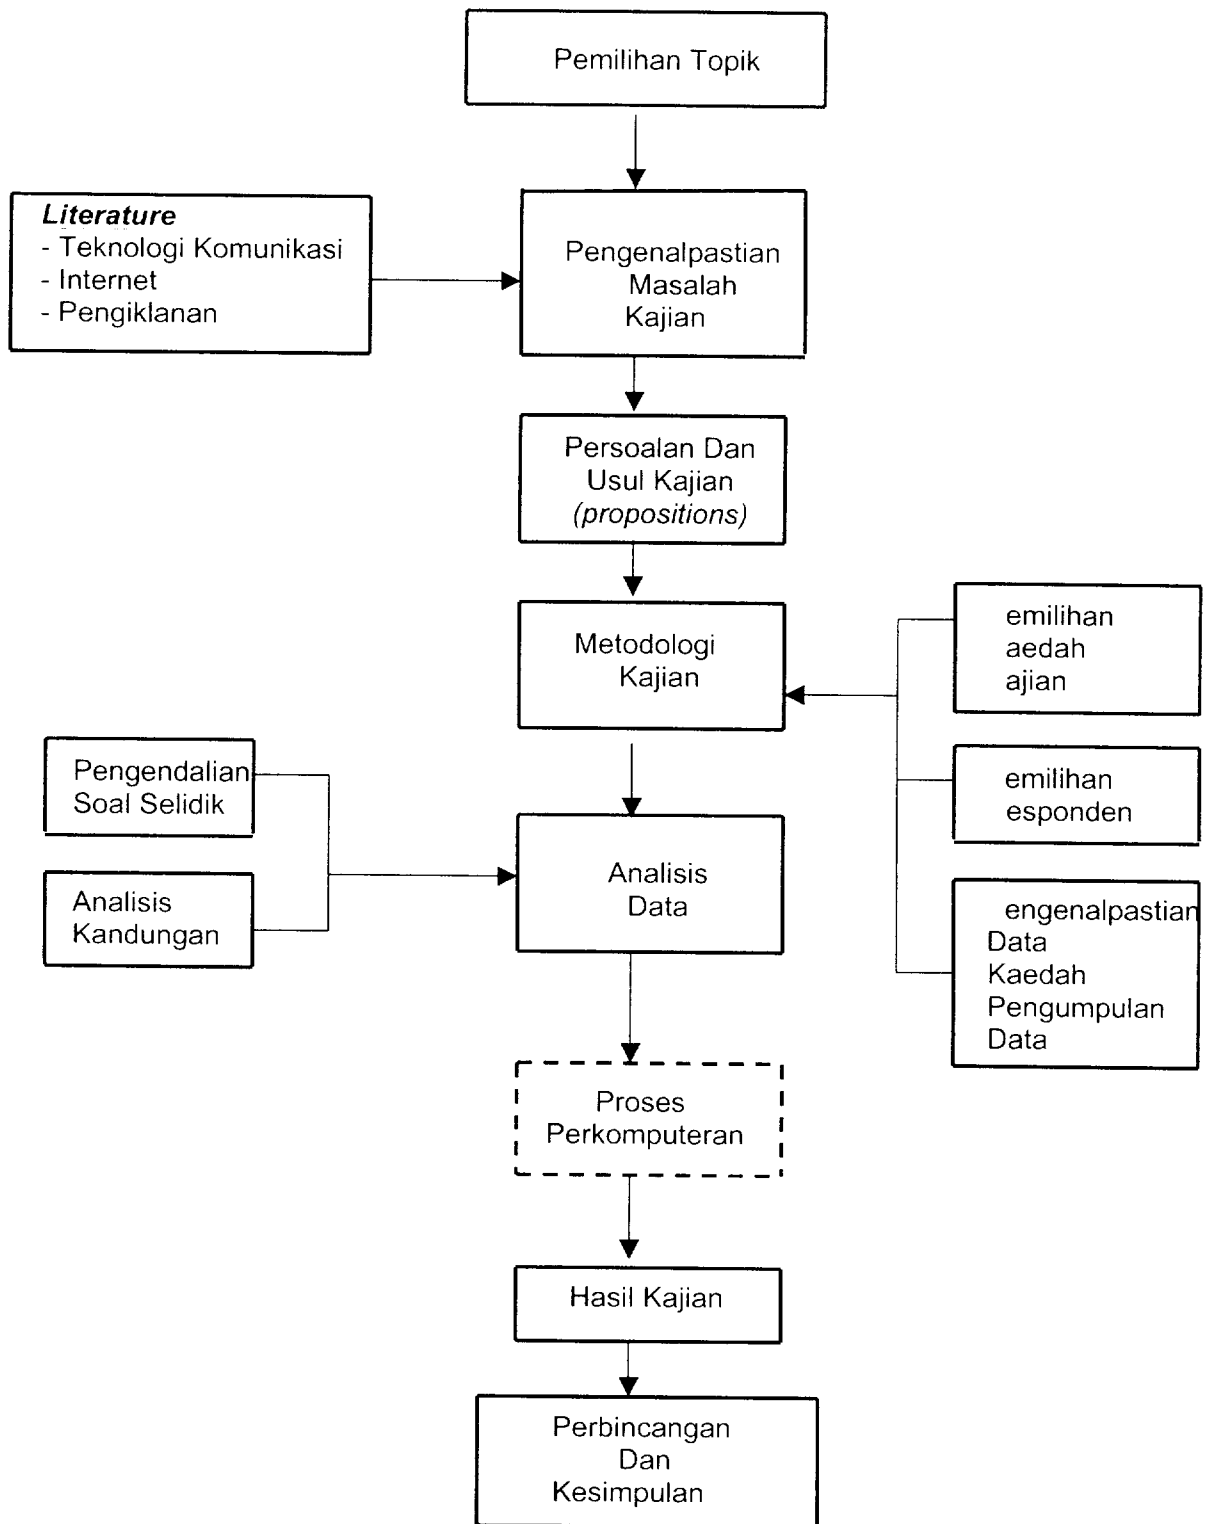 Pemilihan Topik
Literature
- Teknologi Komunikasi
- Internet
- Pengiklanan
Pengenalpastian
Masalah
Kajian
Persoalan Dan
Usul Kajian
(propositions)
Metodologi
Kajian
emilihan
aedah
ajian
emilihan
esponden
engenalpastian
Data
Kaedah
Pengumpulan
Data
Pengendalian
Soal Selidik
Analisis
Kandungan
Analisis
Data
Proses
Perkomputeran
Hasil Kajian
Perbincangan
Dan
Kesimpulan